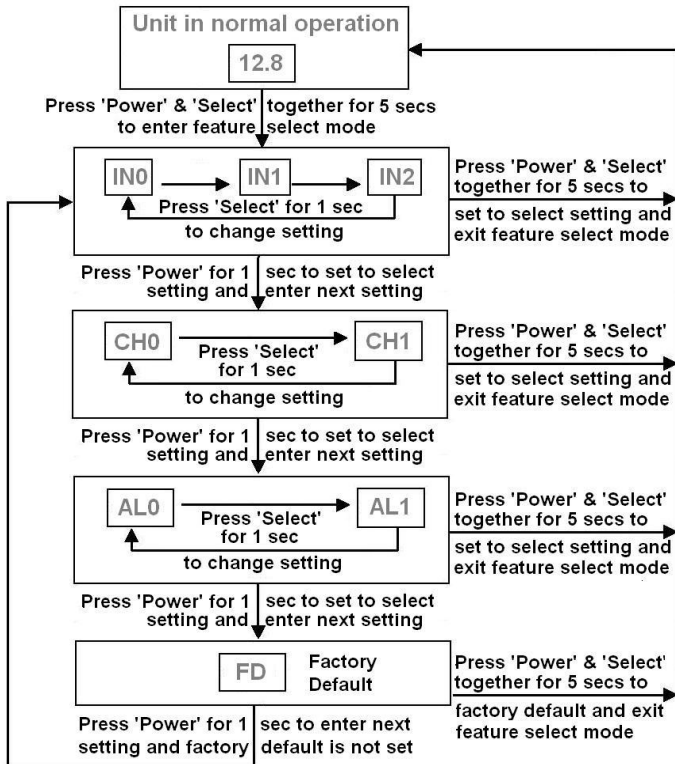 Unit in normal operation
12.8
Press 'Power' & 'Select' together for 5 secs
to enter feature select mode
IN0 IN1 IN2
Press 'Select' for 1 sec
to change setting
Press 'Power' & 'Select'
together for 5 secs to
set to select setting and
exit feature select mode
Press 'Power' for 1 sec to set to select
setting and enter next setting
CH0 CH1
Press 'Select'
for 1 sec
to change setting
Press 'Power' & 'Select'
together for 5 secs to
set to select setting and
exit feature select mode
Press 'Power' for 1 sec to set to select
setting and enter next setting
AL0 AL1
Press 'Select'
for 1 sec
to change setting
Press 'Power' & 'Select'
together for 5 secs to
set to select setting and
exit feature select mode
Press 'Power' for 1 sec to set to select
setting and enter next setting
FD Factory
Default
Press 'Power' & 'Select'
together for 5 secs to
factory default and exit
feature select mode
Press 'Power' for 1 sec to enter next
setting and factory default is not set